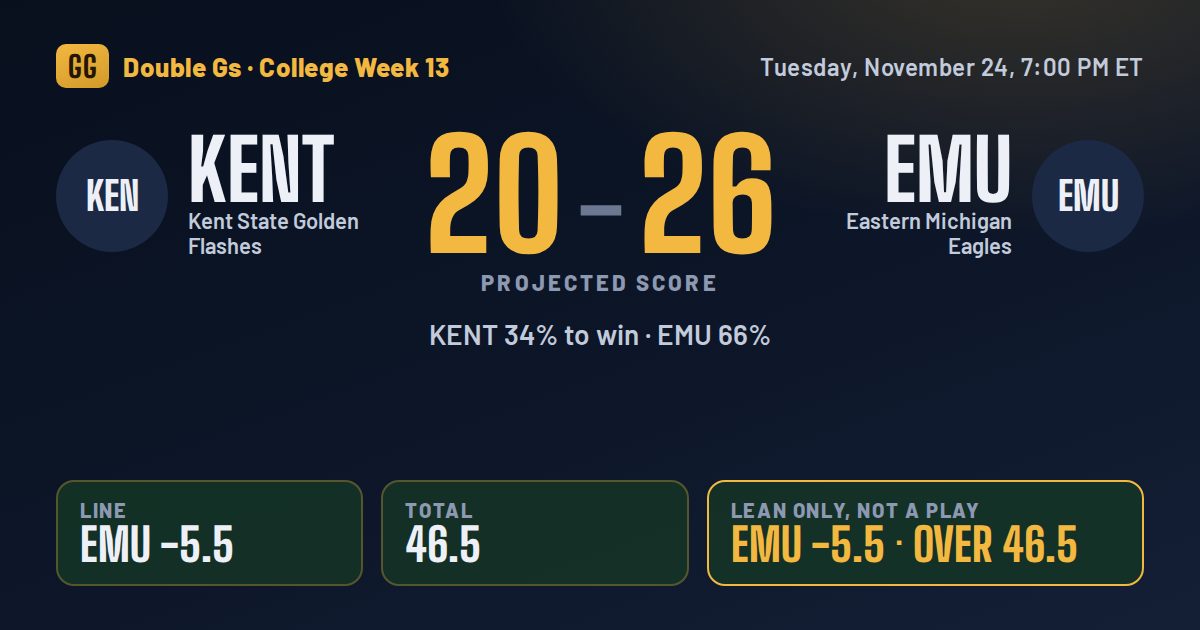 GG
Double Gs · College Week 13
Tuesday, November 24, 7:00 PM ET
KEN
KENT
Kent State Golden
Flashes
20 – 26
PROJECTED SCORE
KENT 34% to win · EMU 66%
EMU
Eastern Michigan
Eagles
EMU
LINE
EMU −5.5
TOTAL
46.5
LEAN ONLY, NOT A PLAY
EMU −5.5 · OVER 46.5